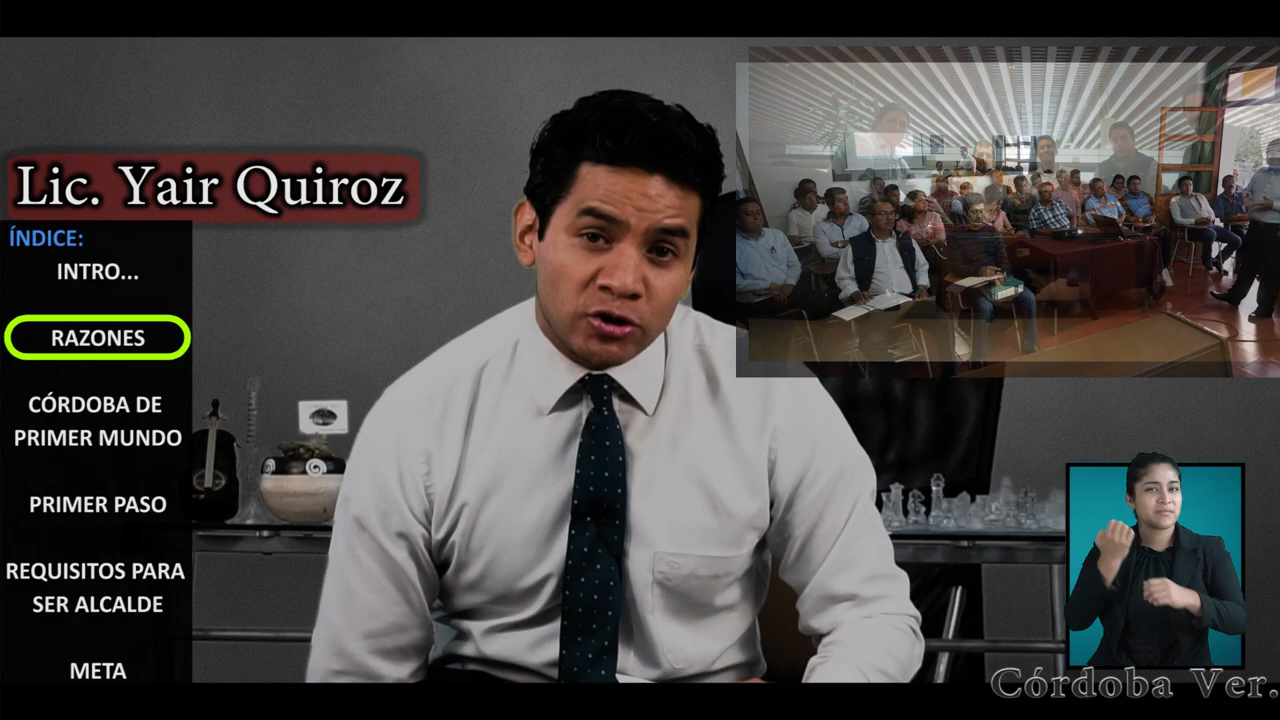 Lic. Yair Quiroz
ÍNDICE:
INTRO...
RAZONES
CÓRDOBA DE
PRIMER MUNDO
PRIMER PASO
REQUISITOS PARA
SER ALCALDE
META
Córdoba Ver.